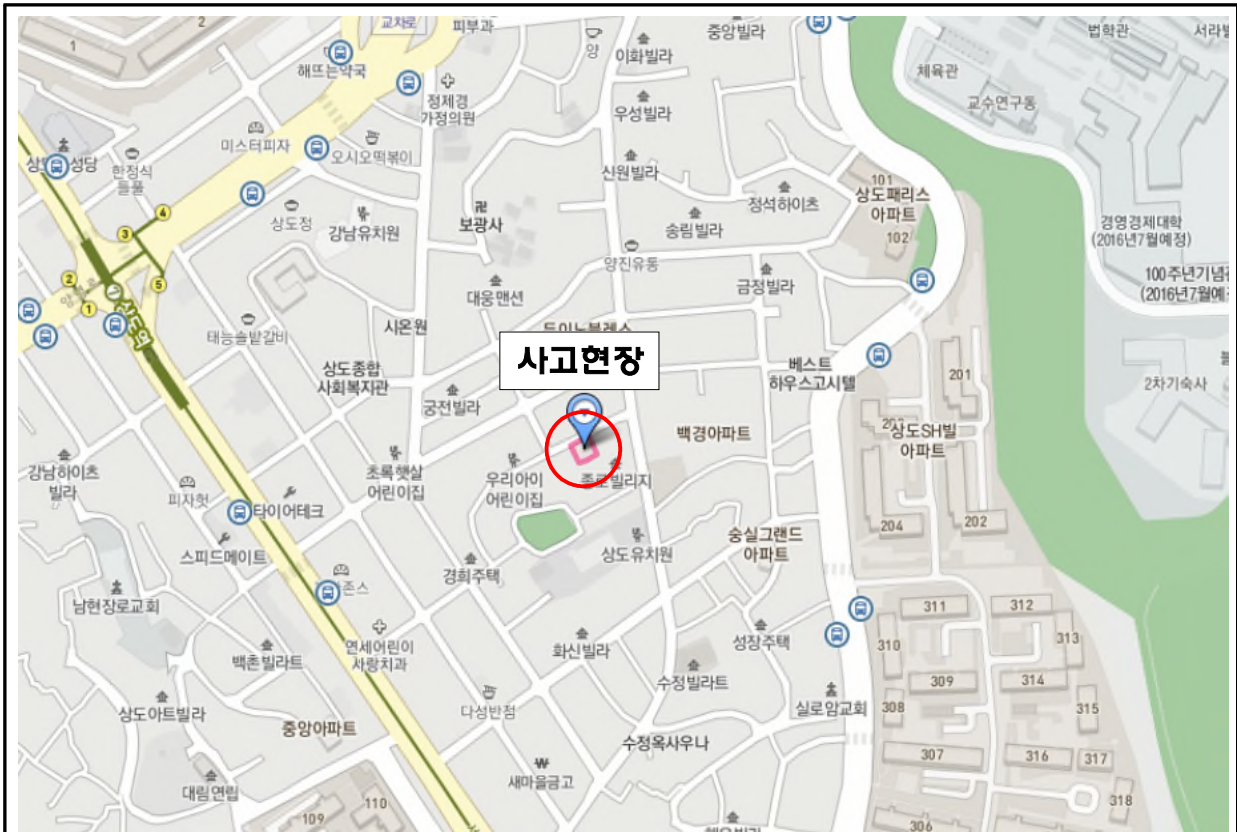 1
2
교차로
피부과
양
중앙빌라
법학관
해뜨는약국
이화빌라
체육관
정제경
가정의원
우성빌라
교수연구동
미스터피자
오시오떡볶이
성당
한정식
들풀
신원빌라
101
상도패리스
아파트
102
정석하이츠
4
3
상도정
강남유치원
보광사
송림빌라
경영경제대학
(2016년7월예정)
양진유통
2
1
5
상도역
대웅맨션
금정빌라
100주년기념관
(2016년7월예정)
태능숯밭갈비
시온원
사고현장
상도종합
사회복지관
베스트
하우스고시텔
201
2차기숙사
궁전빌라
백경아파트
상도SH빌
아파트
강남하이츠
빌라
피자헛
초록햇살
어린이집
우리아이
어린이집
종로빌리지
타이어테크
204
202
스피드메이트
상도유치원
숭실그랜드
아파트
경희주택
남현장로교회
311
312
310
313
백촌빌라트
연세어린이
사랑치과
화신빌라
성장주택
수정빌라트
309
314
상도아트빌라
다성반점
실로암교회
308
315
중앙아파트
수정옥사우나
307
316
317
대림연립
새마을금고
318
109
110
306